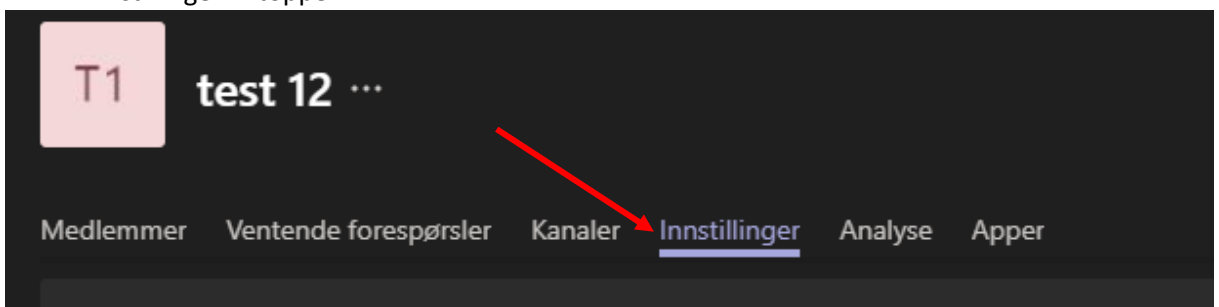 T1
test 12 ...
Medlemmer Ventende forespørsler Kanaler Innstillinger Analyse Apper